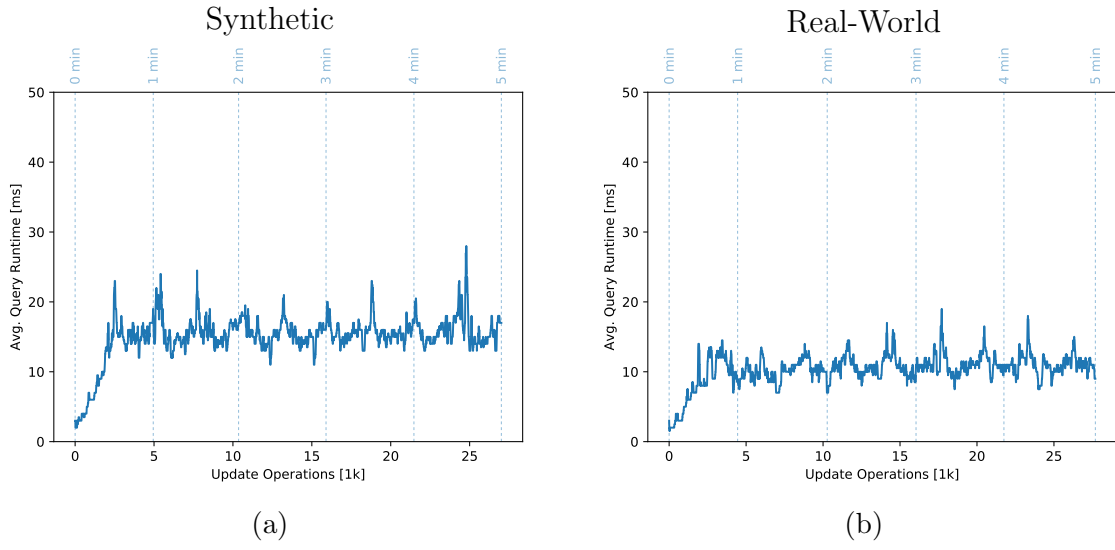 Synthetic
0 min
1 min
2 min
3 min
4 min
5 min
50
40
30
20
10
0
Avg. Query Runtime [ms]
0
5
10
15
20
25
Update Operations [1k]
(a)
Real-World
0 min
1 min
2 min
3 min
4 min
5 min
50
40
30
20
10
0
Avg. Query Runtime [ms]
0
5
10
15
20
25
Update Operations [1k]
(b)